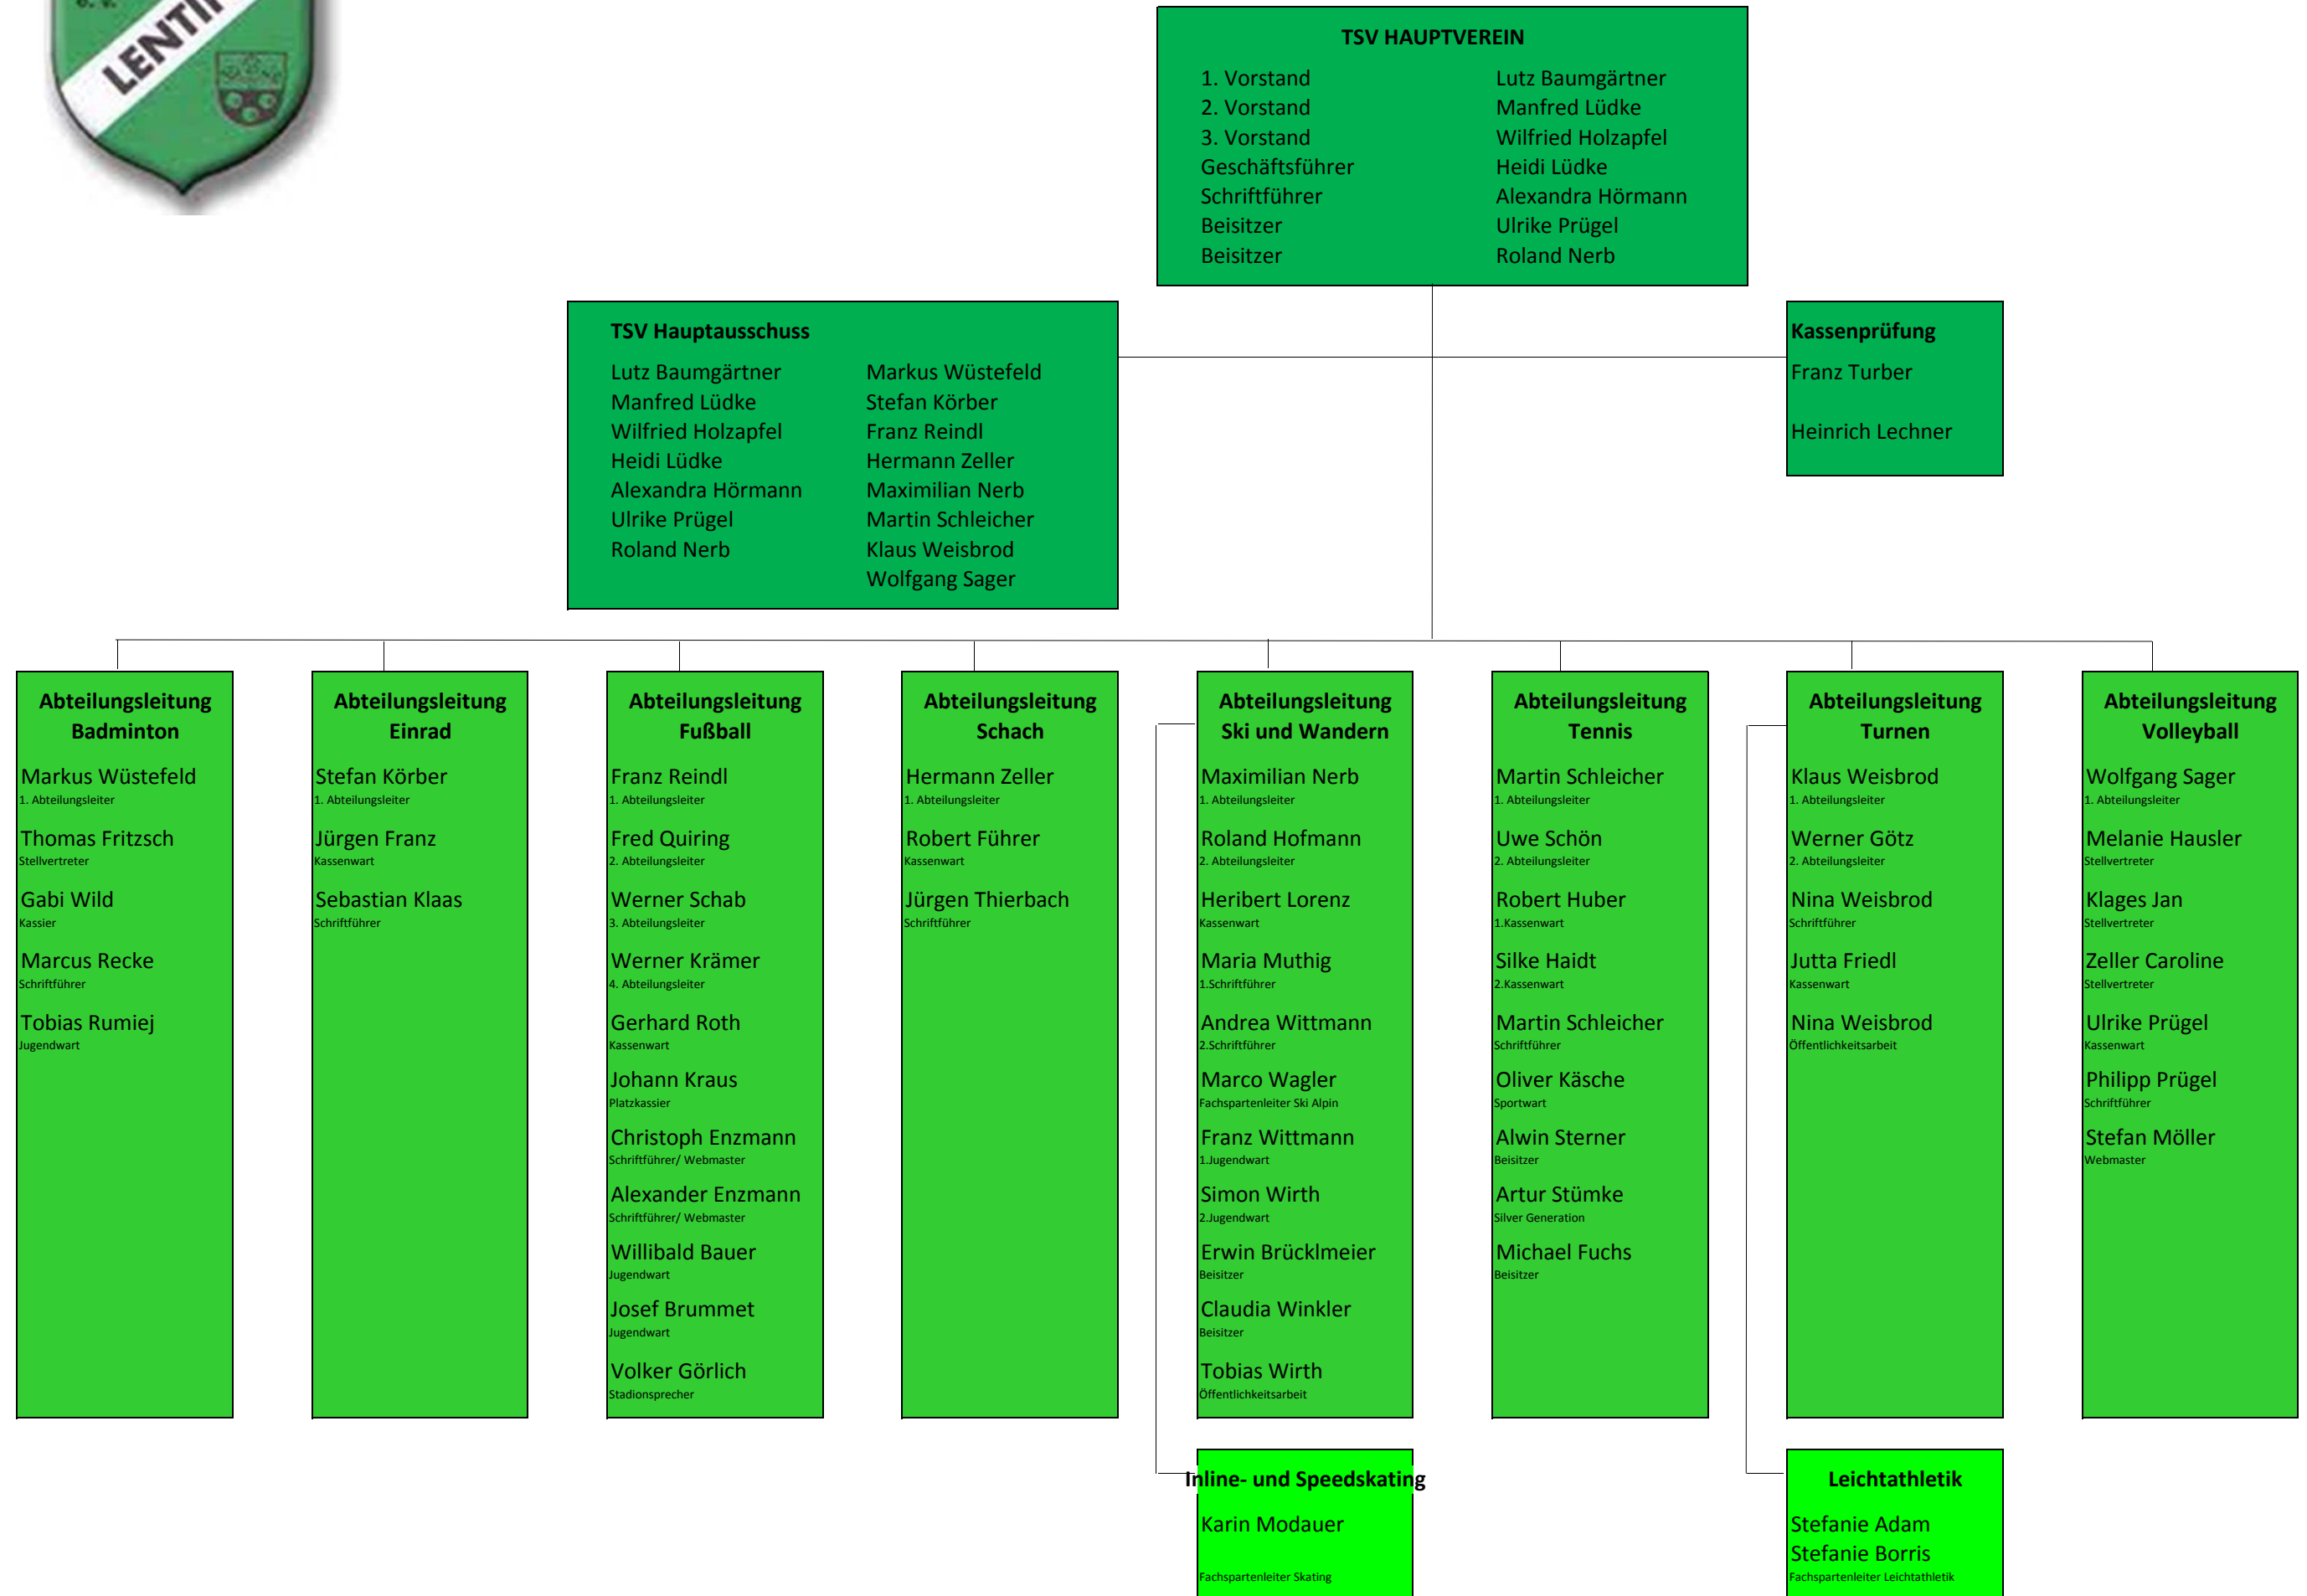 e. V.
TSV HAUPTVEREIN
1. Vorstand Lutz Baumgärtner
2. Vorstand Manfred Lüdke
3. Vorstand Wilfried Holzapfel
Geschäftsführer Heidi Lüdke
Schriftführer Alexandra Hörmann
Beisitzer Ulrike Prügel
Beisitzer Roland Nerb
TSV Hauptausschuss
Lutz Baumgärtner Markus Wüstefeld
Manfred Lüdke Stefan Körber
Wilfried Holzapfel Franz Reindl
Heidi Lüdke Hermann Zeller
Alexandra Hörmann Maximilian Nerb
Ulrike Prügel Martin Schleicher
Roland Nerb Klaus Weisbrod
Wolfgang Sager
Kassenprüfung
Franz Turber
Heinrich Lechner
Abteilungsleitung
Badminton
Markus Wüstefeld
1. Abteilungsleiter
Thomas Fritzsch
Stellvertreter
Gabi Wild
Kassier
Marcus Recke
Schriftführer
Tobias Rumiej
Jugendwart
Abteilungsleitung
Einrad
Stefan Körber
1. Abteilungsleiter
Jürgen Franz
Kassenwart
Sebastian Klaas
Schriftführer
Abteilungsleitung
Fußball
Franz Reindl
1. Abteilungsleiter
Fred Quiring
2. Abteilungsleiter
Werner Schab
3. Abteilungsleiter
Werner Krämer
4. Abteilungsleiter
Gerhard Roth
Kassenwart
Johann Kraus
Platzkassier
Christoph Enzmann
Schriftführer/ Webmaster
Alexander Enzmann
Schriftführer/ Webmaster
Willibald Bauer
Jugendwart
Josef Brummet
Jugendwart
Volker Görlich
Stadionsprecher
Abteilungsleitung
Schach
Hermann Zeller
1. Abteilungsleiter
Robert Führer
Kassenwart
Jürgen Thierbach
Schriftführer
Abteilungsleitung
Ski und Wandern
Maximilian Nerb
1. Abteilungsleiter
Roland Hofmann
2. Abteilungsleiter
Heribert Lorenz
Kassenwart
Maria Muthig
1.Schriftführer
Andrea Wittmann
2.Schriftführer
Marco Wagler
Fachspartenleiter Ski Alpin
Franz Wittmann
1.Jugendwart
Simon Wirth
2.Jugendwart
Erwin Brücklmeier
Beisitzer
Claudia Winkler
Beisitzer
Tobias Wirth
Öffentlichkeitsarbeit
Abteilungsleitung
Tennis
Martin Schleicher
1. Abteilungsleiter
Uwe Schön
2. Abteilungsleiter
Robert Huber
1.Kassenwart
Silke Haidt
2.Kassenwart
Martin Schleicher
Schriftführer
Oliver Käsche
Sportwart
Alwin Sterner
Beisitzer
Artur Stümke
Silver Generation
Michael Fuchs
Beisitzer
Abteilungsleitung
Turnen
Klaus Weisbrod
1. Abteilungsleiter
Werner Götz
2. Abteilungsleiter
Nina Weisbrod
Schriftführer
Jutta Friedl
Kassenwart
Nina Weisbrod
Öffentlichkeitsarbeit
Abteilungsleitung
Volleyball
Wolfgang Sager
1. Abteilungsleiter
Melanie Hausler
Stellvertreter
Klages Jan
Stellvertreter
Zeller Caroline
Stellvertreter
Ulrike Prügel
Kassenwart
Philipp Prügel
Schriftführer
Stefan Möller
Webmaster
Inline- und Speedskating
Karin Modauer
Fachspartenleiter Skating
Leichtathletik
Stefanie Adam
Stefanie Borris
Fachspartenleiter Leichtathletik